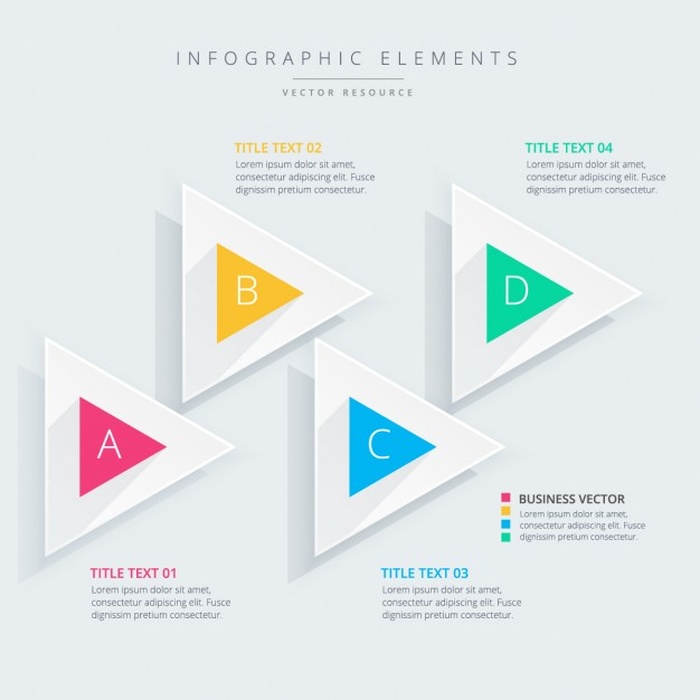 INFOGRAPHIC ELEMENTS
VECTOR RESOURCE
TITLE TEXT 02
Lorem ipsum dolor sit amet,
consectetur adipiscing elit. Fusce
dignissim pretium consectetur.
TITLE TEXT 04
Lorem ipsum dolor sit amet,
consectetur adipiscing elit. Fusce
dignissim pretium consectetur.
B
D
A
C
BUSINESS VECTOR
Lorem ipsum dolor sit amet,
consectetur adipiscing elit. Fusce
dignissim pretium consectetur.
TITLE TEXT 01
Lorem ipsum dolor sit amet,
consectetur adipiscing elit. Fusce
dignissim pretium consectetur.
TITLE TEXT 03
Lorem ipsum dolor sit amet,
consectetur adipiscing elit. Fusce
dignissim pretium consectetur.